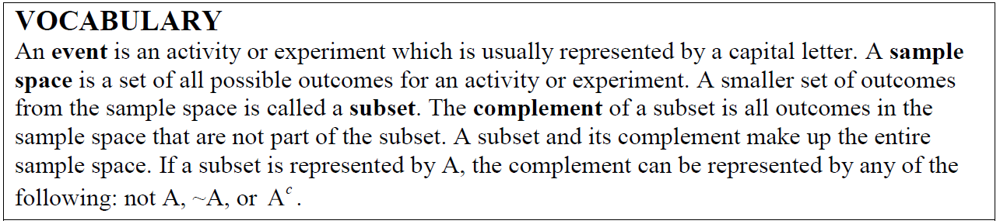 VOCABULARY
An event is an activity or experiment which is usually represented by a capital letter. A sample
space is a set of all possible outcomes for an activity or experiment. A smaller set of outcomes
from the sample space is called a subset. The complement of a subset is all outcomes in the
sample space that are not part of the subset. A subset and its complement make up the entire
sample space. If a subset is represented by A, the complement can be represented by any of the
following: not A, ~A, or Aᶜ.